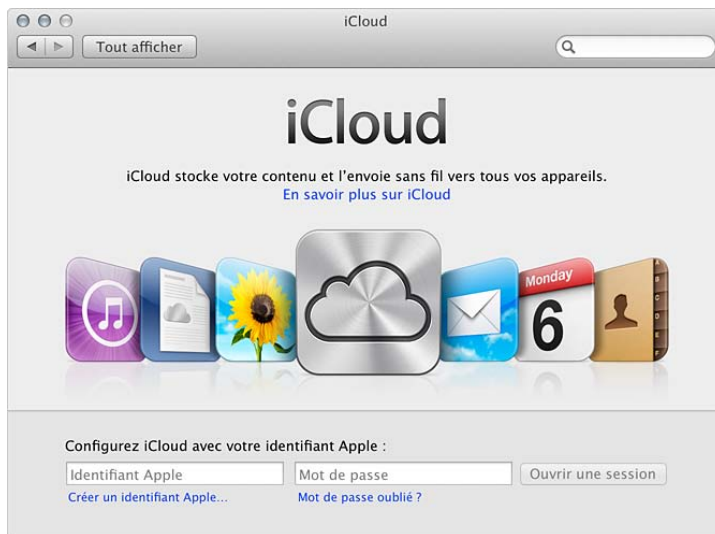 iCloud
Tout afficher
iCloud
iCloud stocke votre contenu et l'envoie sans fil vers tous vos appareils.
En savoir plus sur iCloud
Monday
6
A
B
C
D
E
F
Configurez iCloud avec votre identifiant Apple :
Identifiant Apple Mot de passe Ouvrir une session
Créer un identifiant Apple... Mot de passe oublié ?